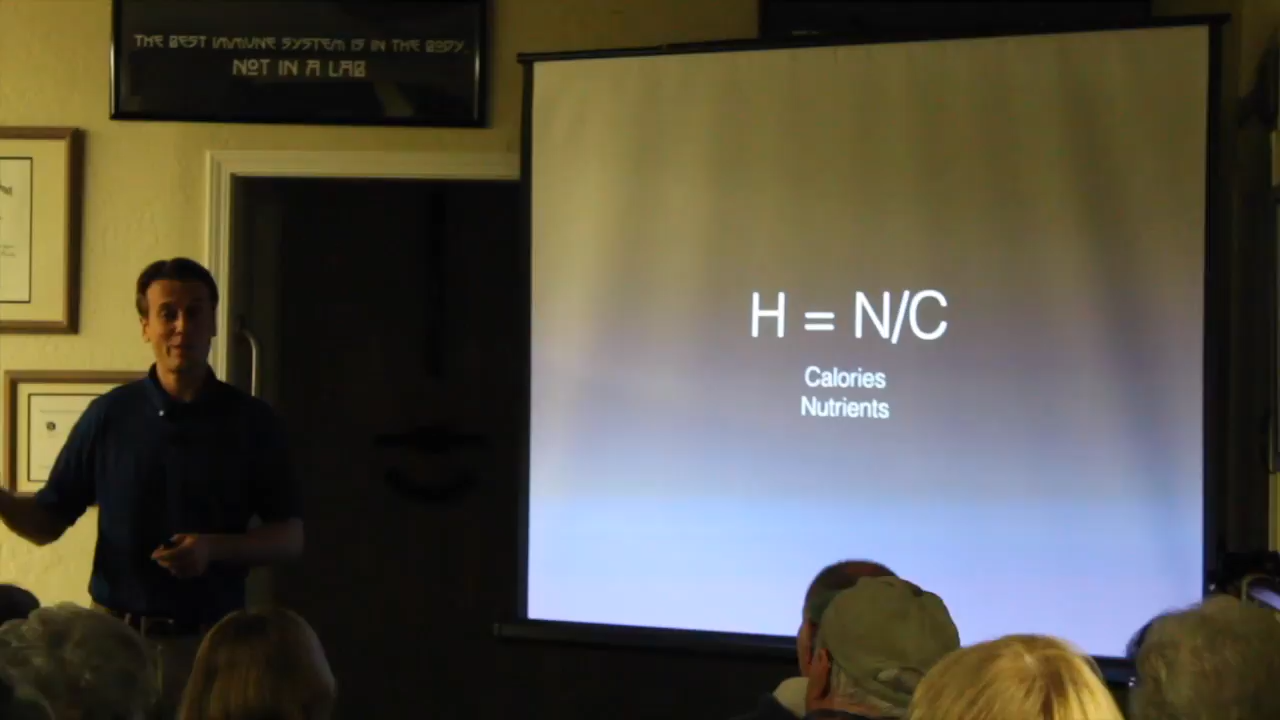 THE BEST IMMUNE SYSTEM IS IN THE BODY,
NOT IN A LAB
H = N/C
Calories
Nutrients